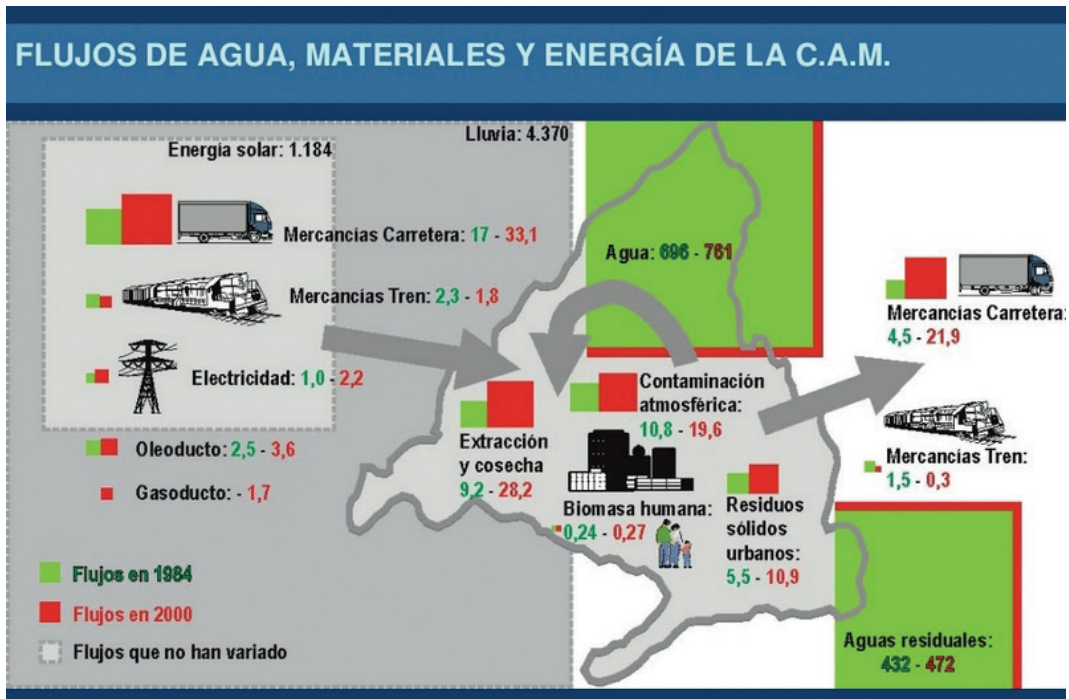 FLUJOS DE AGUA, MATERIALES Y ENERGÍA DE LA C.A.M.
Lluvia: 4.370
Energía solar: 1.184
Mercancías Carretera: 17 - 33,1
Mercancías Tren: 2,3 - 1,8
Electricidad: 1,0 - 2,2
Oleoducto: 2,5 - 3,6
Gasoducto: - 1,7
Flujos en 1984
Flujos en 2000
Flujos que no han variado
Agua: 696 - 761
Extracción
y cosecha
9,2 - 28,2
Contaminación
atmosfèrica:
10,8 - 19,6
Biomasa humana:
0,24 - 0,27
Residuos
sólidos
urbanos:
5,5 - 10,9
Mercancías Carretera:
4,5 - 21,9
Mercancías Tren:
1,5 - 0,3
Aguas residuales:
432 - 472